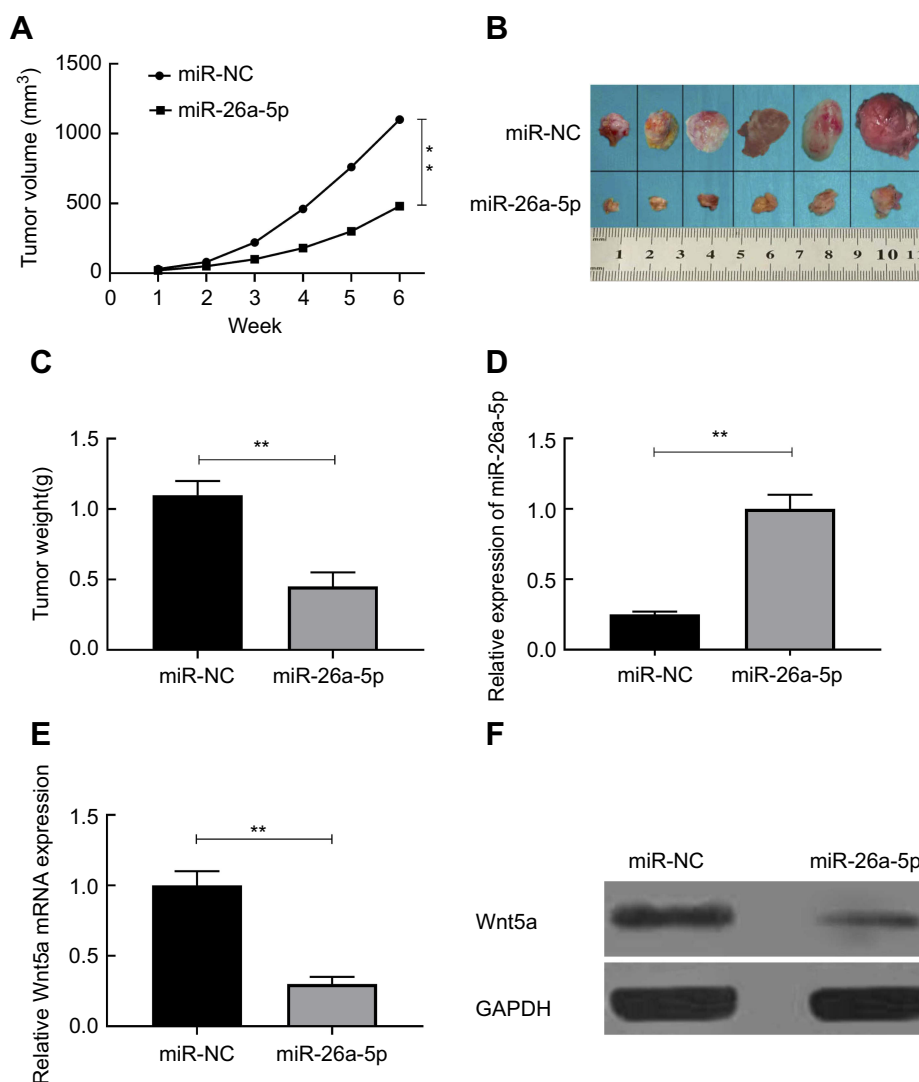 A
Tumor volume (mm³)
1500
1000
500
0
miR-NC
miR-26a-5p
**
0 1 2 3 4 5 6
Week
B
miR-NC
miR-26a-5p
mm
1 2 3 4 5 6 7 8 9 10 11
mm
C
Tumor weight(g)
1.5
1.0
0.5
0.0
**
miR-NC miR-26a-5p
D
Relative expression of miR-26a-5p
1.5
1.0
0.5
0.0
**
miR-NC miR-26a-5p
E
Relative Wnt5a mRNA expression
1.5
1.0
0.5
0.0
**
miR-NC miR-26a-5p
F
miR-NC miR-26a-5p
Wnt5a
GAPDH